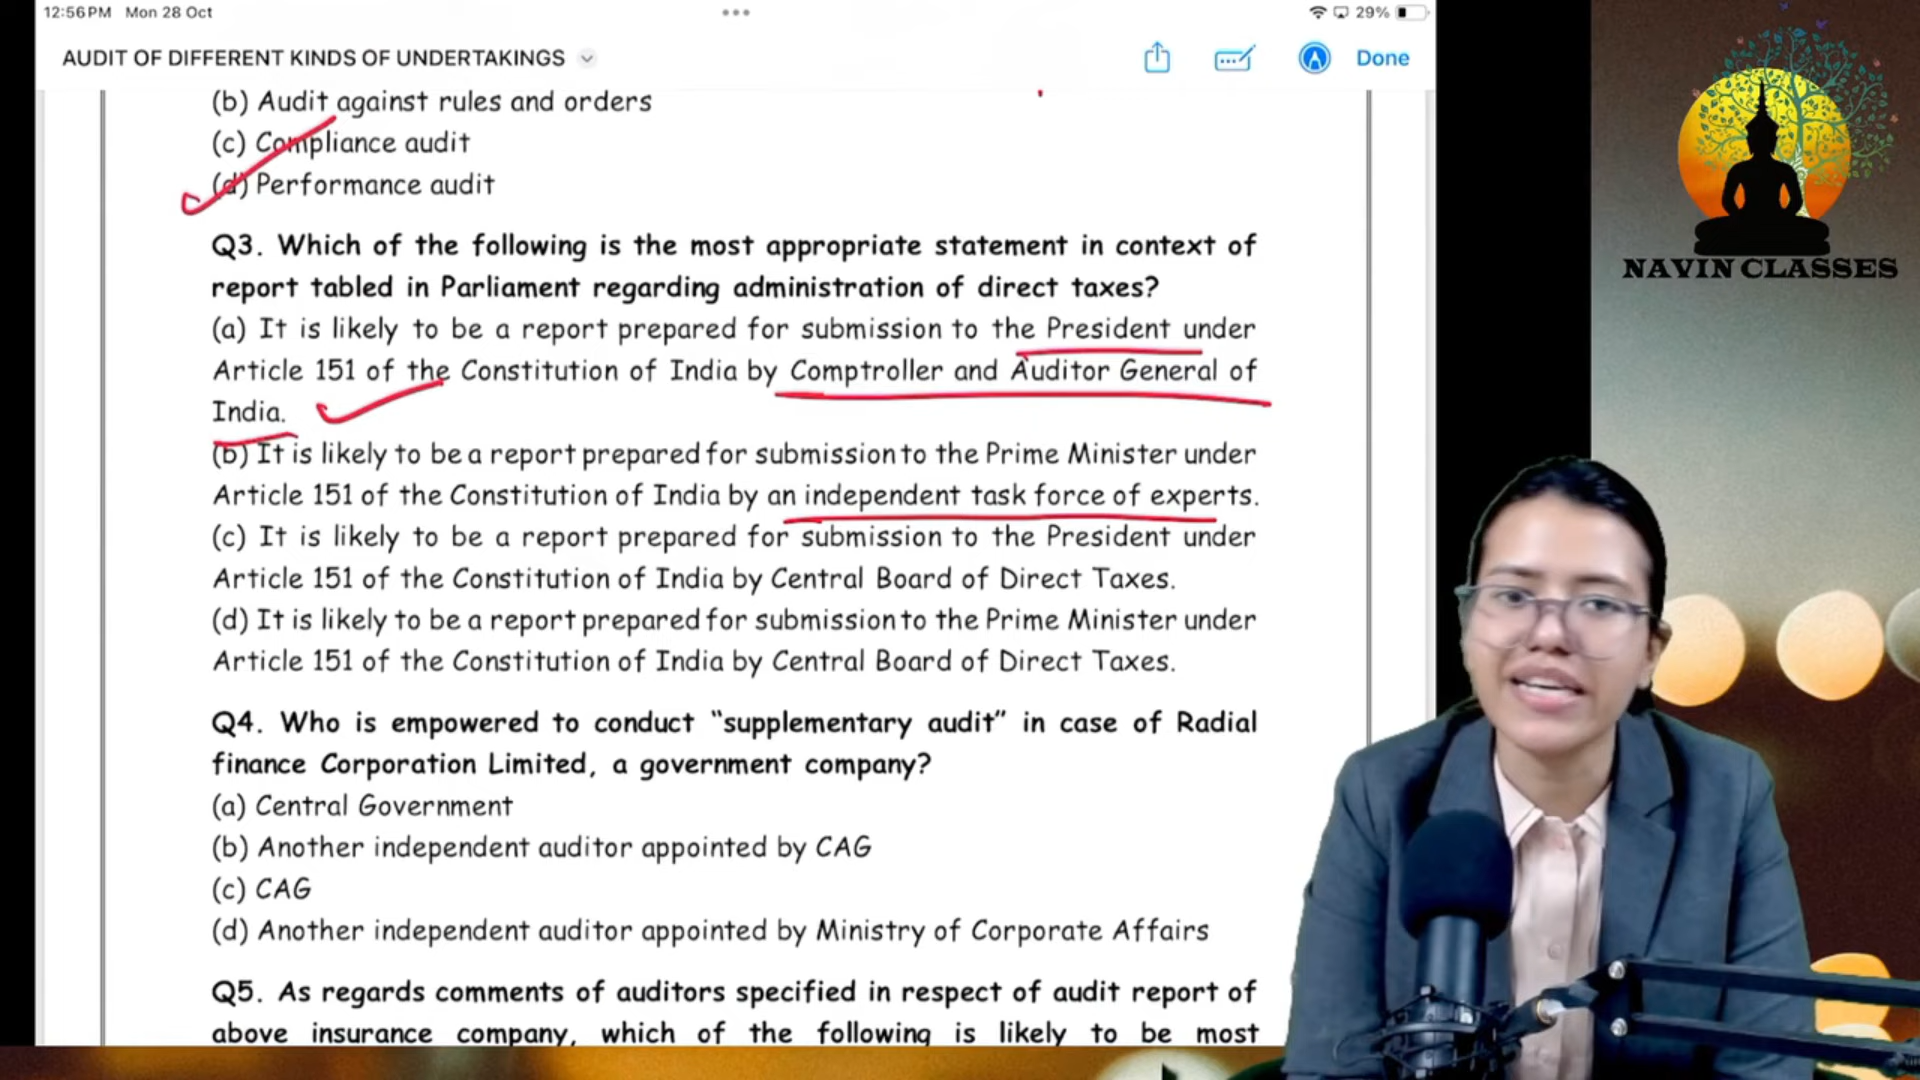 12:56PM Mon 28 Oct
29%
AUDIT OF DIFFERENT KINDS OF UNDERTAKINGS
Done
(b) Audit against rules and orders
(c) Compliance audit
(d) Performance audit
Q3. Which of the following is the most appropriate statement in context of
report tabled in Parliament regarding administration of direct taxes?
(a) It is likely to be a report prepared for submission to the President under
Article 151 of the Constitution of India by Comptroller and Auditor General of
India.
(b) It is likely to be a report prepared for submission to the Prime Minister under
Article 151 of the Constitution of India by an independent task force of experts.
(c) It is likely to be a report prepared for submission to the President under
Article 151 of the Constitution of India by Central Board of Direct Taxes.
(d) It is likely to be a report prepared for submission to the Prime Minister under
Article 151 of the Constitution of India by Central Board of Direct Taxes.
Q4. Who is empowered to conduct “supplementary audit” in case of Radial
finance Corporation Limited, a government company?
(a) Central Government
(b) Another independent auditor appointed by CAG
(c) CAG
(d) Another independent auditor appointed by Ministry of Corporate Affairs
Q5. As regards comments of auditors specified in respect of audit report of
above insurance company, which of the following is likely to be most
NAVIN CLASSES